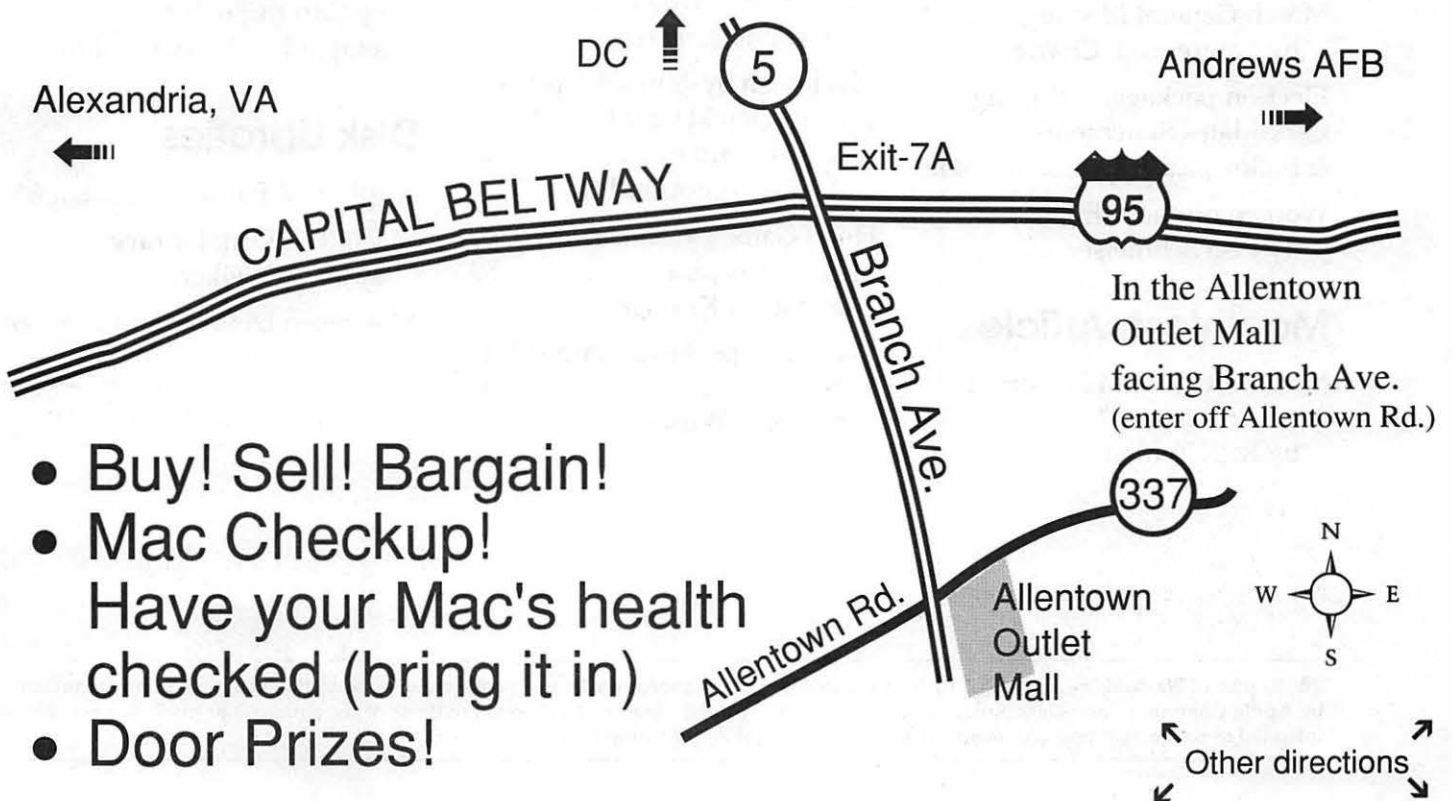 DC
5
Andrews AFB
Alexandria, VA
Exit-7A
CAPITAL BELTWAY
95
Branch Ave.
In the Allentown
Outlet Mall
facing Branch Ave.
(enter off Allentown Rd.)
• Buy! Sell! Bargain!
• Mac Checkup!
Have your Mac's health
checked (bring it in)
• Door Prizes!
337
Allentown Rd.
Allentown
Outlet
Mall
N
W E
S
Other directions